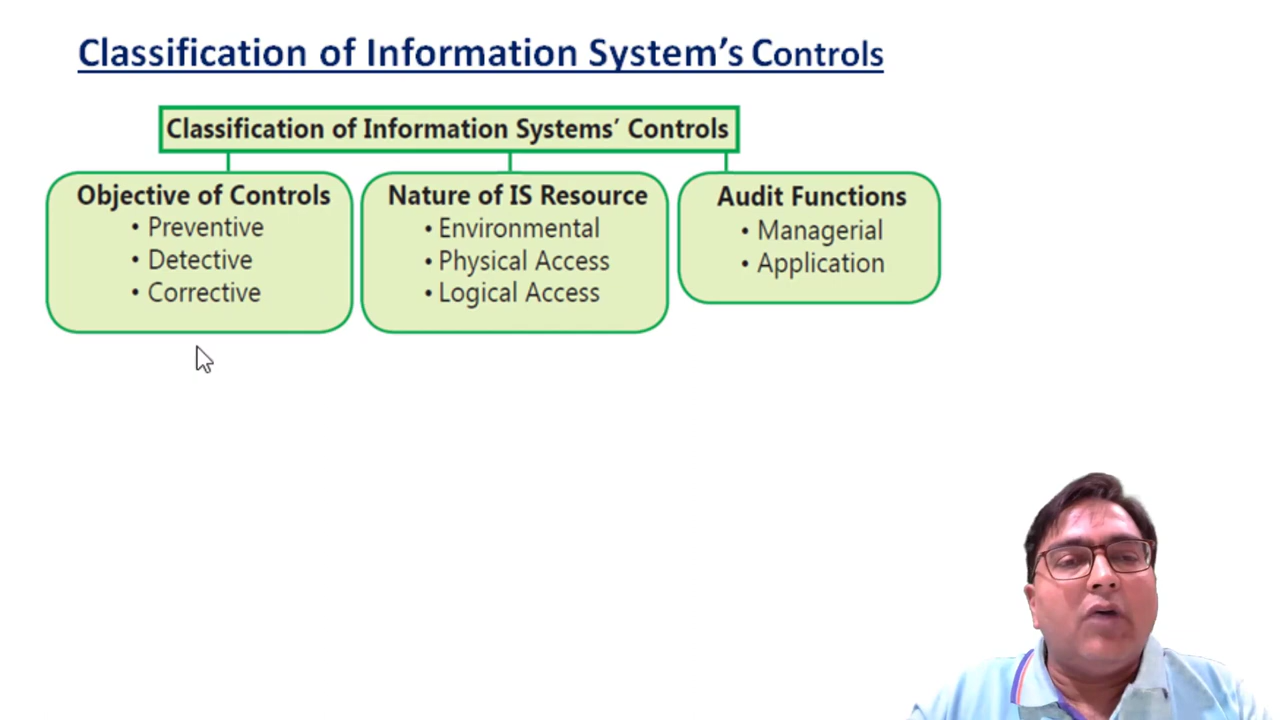 Classification of Information System's Controls
Classification of Information Systems' Controls
Objective of Controls
• Preventive
• Detective
• Corrective
Nature of IS Resource
• Environmental
• Physical Access
• Logical Access
Audit Functions
• Managerial
• Application